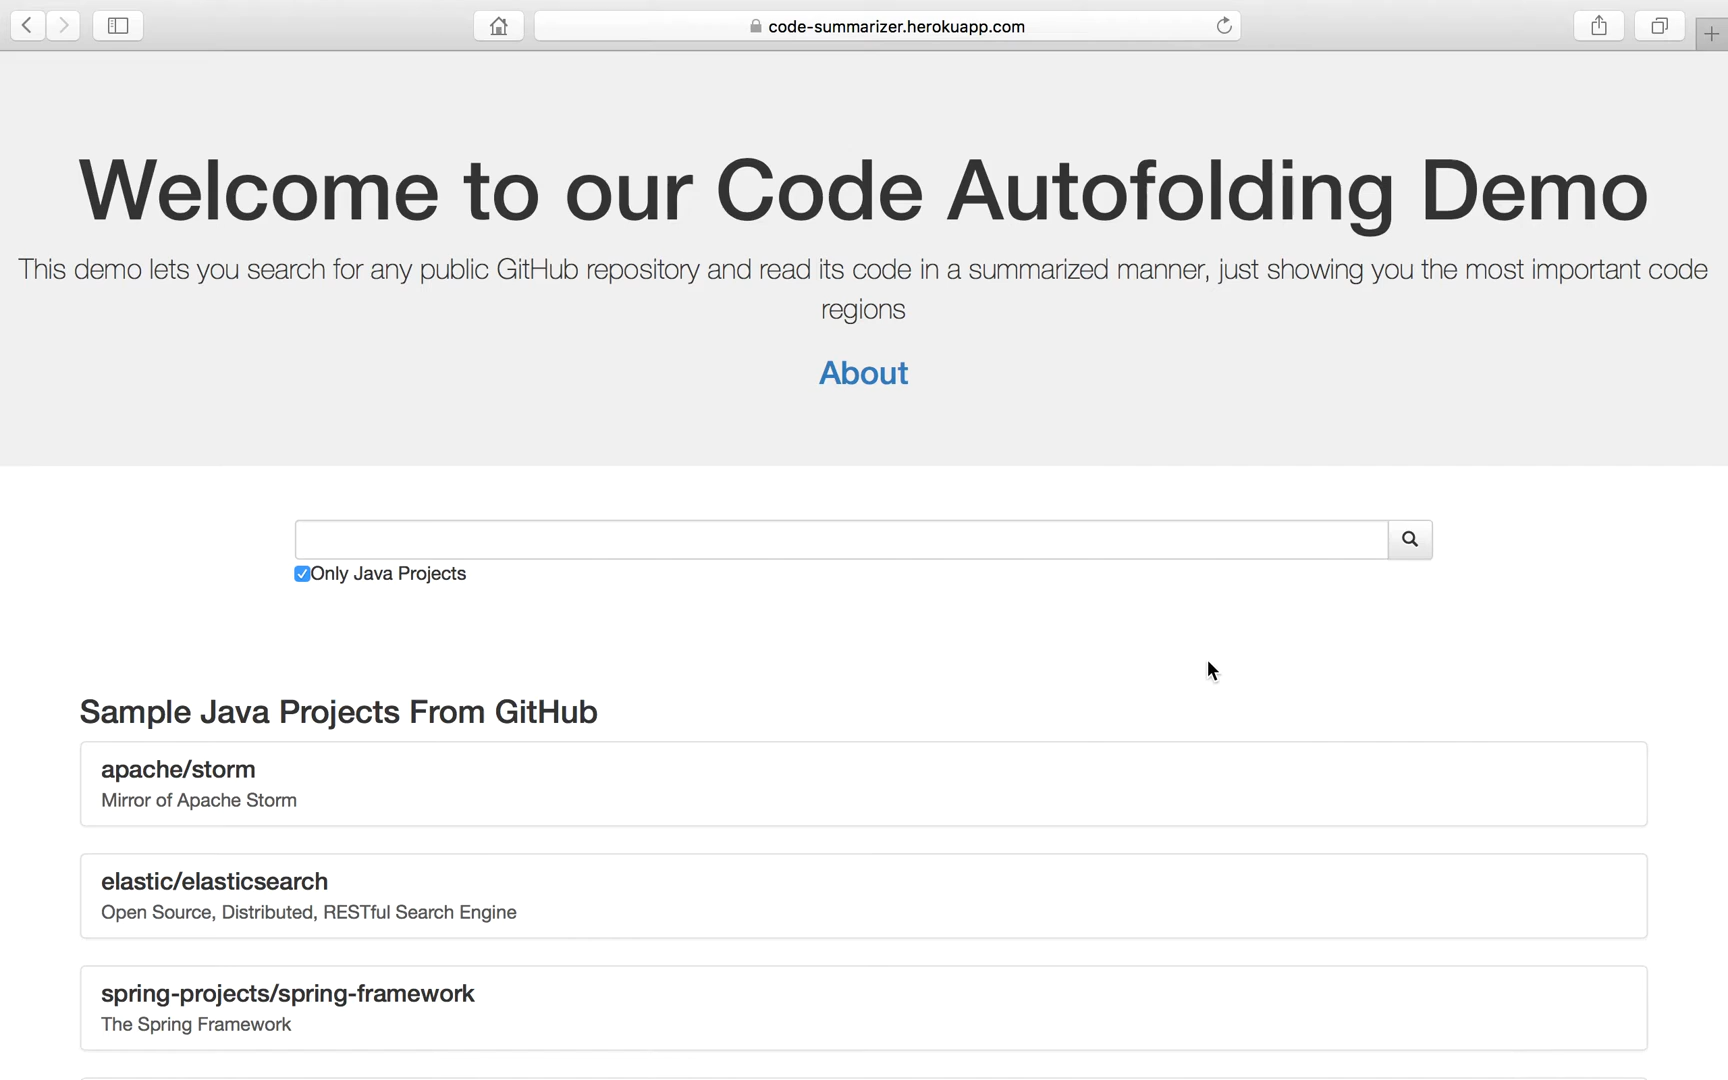 code-summarizer.herokuapp.com
Welcome to our Code Autofolding Demo
This demo lets you search for any public GitHub repository and read its code in a summarized manner, just showing you the most important code
regions
About
Only Java Projects
Sample Java Projects From GitHub
apache/storm
Mirror of Apache Storm
elastic/elasticsearch
Open Source, Distributed, RESTful Search Engine
spring-projects/spring-framework
The Spring Framework